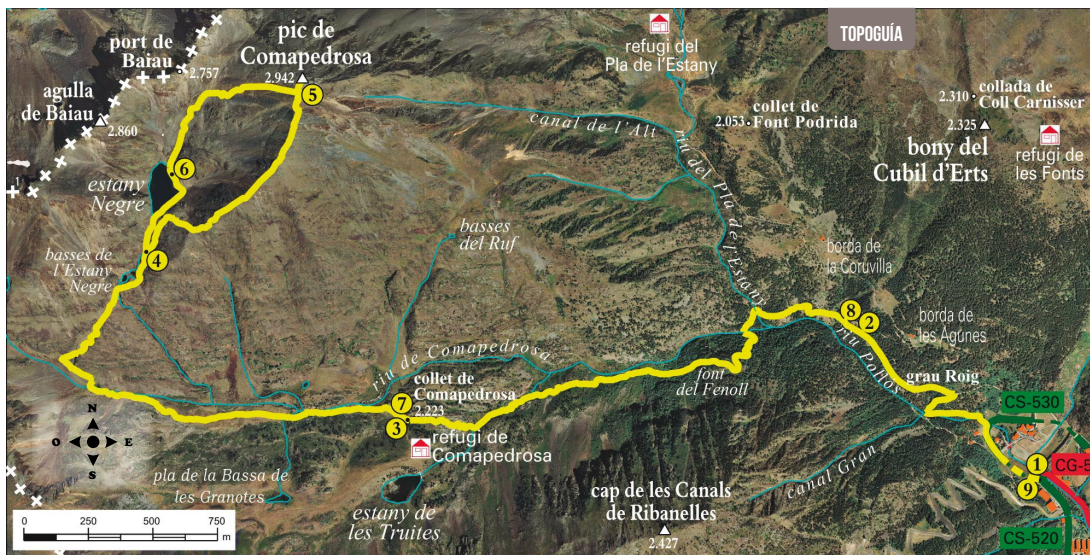 TOPOGUÍA
port de
Baiau
2.757
pic de
Comapedrosa
2.942
5
agulla
de Baiau
2.860
refugi del
Pla de l'Estany
collet de
Font Podrida
2.053
collada de
Coll Carnisser
2.310
2.325
bony del
Cubil d'Erts
refugi de
les Fonts
canal de l'Alt
riu del Pla de l'Estany
6
estany
Negre
4
basses de
l'Estany
Negre
basses
del Ruf
borda de
la Coruvilla
8
2
borda de
les Agunes
riu Pollós
grau Roig
riu de Comapedrosa
font
del Fenoll
collet de
Comapedrosa
2.223
7
3
refugi de
Comapedrosa
CS-530
1
9
CG-5
CS-520
canal Gran
N
O
E
S
pla de la Bassa de
les Granotes
estany de
les Truites
cap de les Canals
de Ribanelles
2.427
0 250 500 750
m